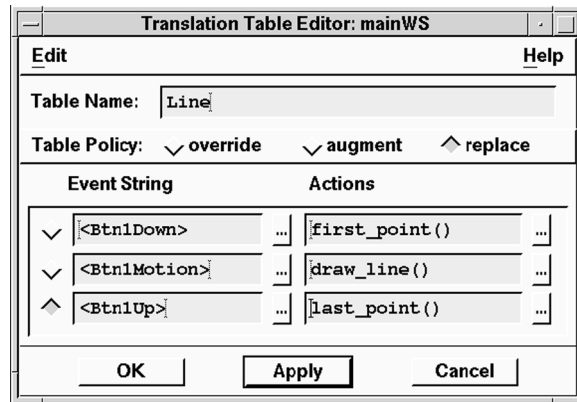 Translation Table Editor: mainWS
Edit Help
Table Name: Line
Table Policy: override augment replace
Event String Actions
<Btn1Down> ... first_point() ...
<Btn1Motion> ... draw_line() ...
<Btn1Up> ... last_point() ...
OK Apply Cancel